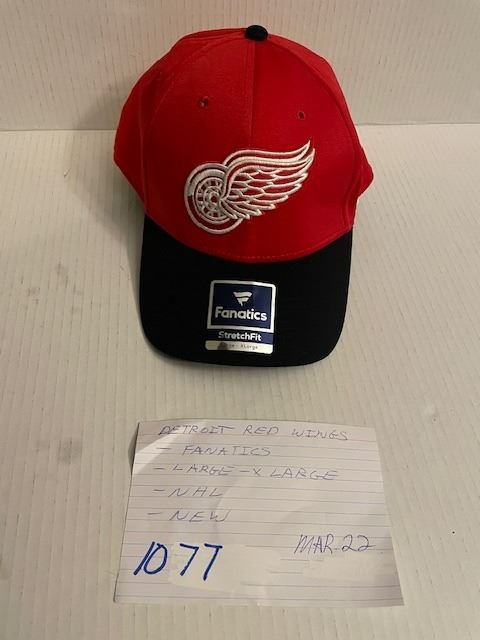 Fanatics
StretchFit
DETROIT RED WINGS
- FANATICS
- LARGE-X LARGE
- NHL
- NEW
1077
MAR 22